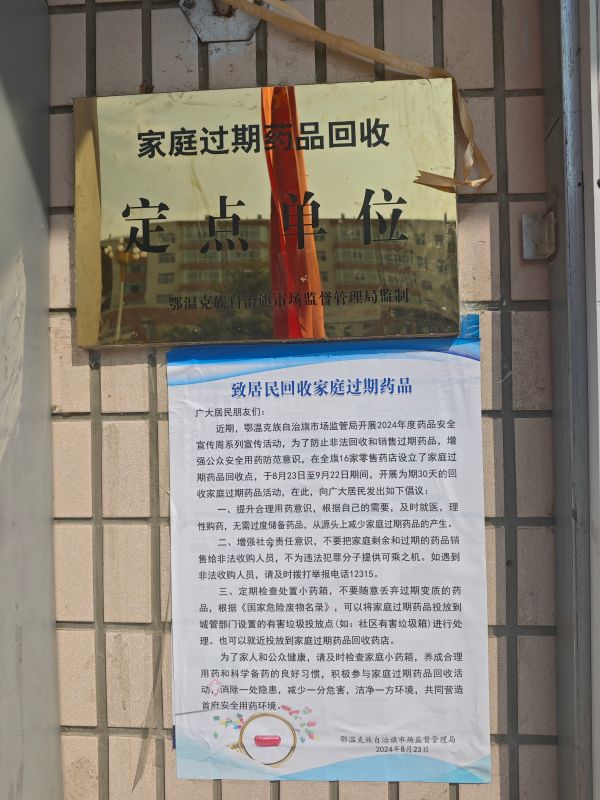 家庭过期药品回收
定点单位
鄂温克族自治旗市场监督管理局监制
致居民回收家庭过期药品
广大居民朋友们：
近期，鄂温克族自治旗市场监管局开展2024年度药品安全
宣传周系列宣传活动，为了防止非法回收和销售过期药品，增
强公众安全用药防范意识，在全旗16家零售药店设立了家庭过
期药品回收点，于8月23日至9月22日期间，开展为期30天的回
收家庭过期药品活动，在此，向广大居民发出如下倡议：
一、提升合理用药意识，根据自己的需要，及时就医，理
性购药，无需过度储备药品，从源头上减少家庭过期药品的产生。
二、增强社会责任意识，不要把家庭剩余和过期的药品
销售给非法收购人员，不为违法犯罪分子提供可乘之机。如遇到
非法收购人员，请及时拨打举报电话12315。
三、定期检查处置小药箱，不要随意丢弃过期变质的药
品，根据《国家危险废物名录》，可以将家庭过期药品投放到
城管部门设置的有害垃圾投放点(如：社区有害垃圾箱)进行处
理。也可以就近投放到家庭过期药品回收药店。
为了家人和公众健康，请及时检查家庭小药箱，养成合理
用药和科学备药的良好习惯，积极参与家庭过期药品回收
活动，消除一处隐患，减少一分危害，洁净一方环境，共同营造
首府安全用药环境。
鄂温克族自治旗市场监督管理局
2024年8月23日